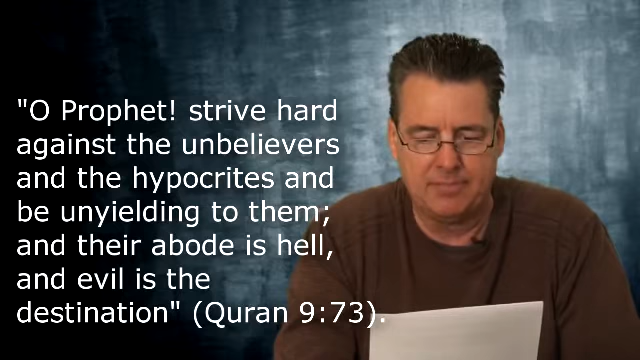 "O Prophet! strive hard
against the unbelievers
and the hypocrites and
be unyielding to them;
and their abode is hell,
and evil is the
destination" (Quran 9:73).